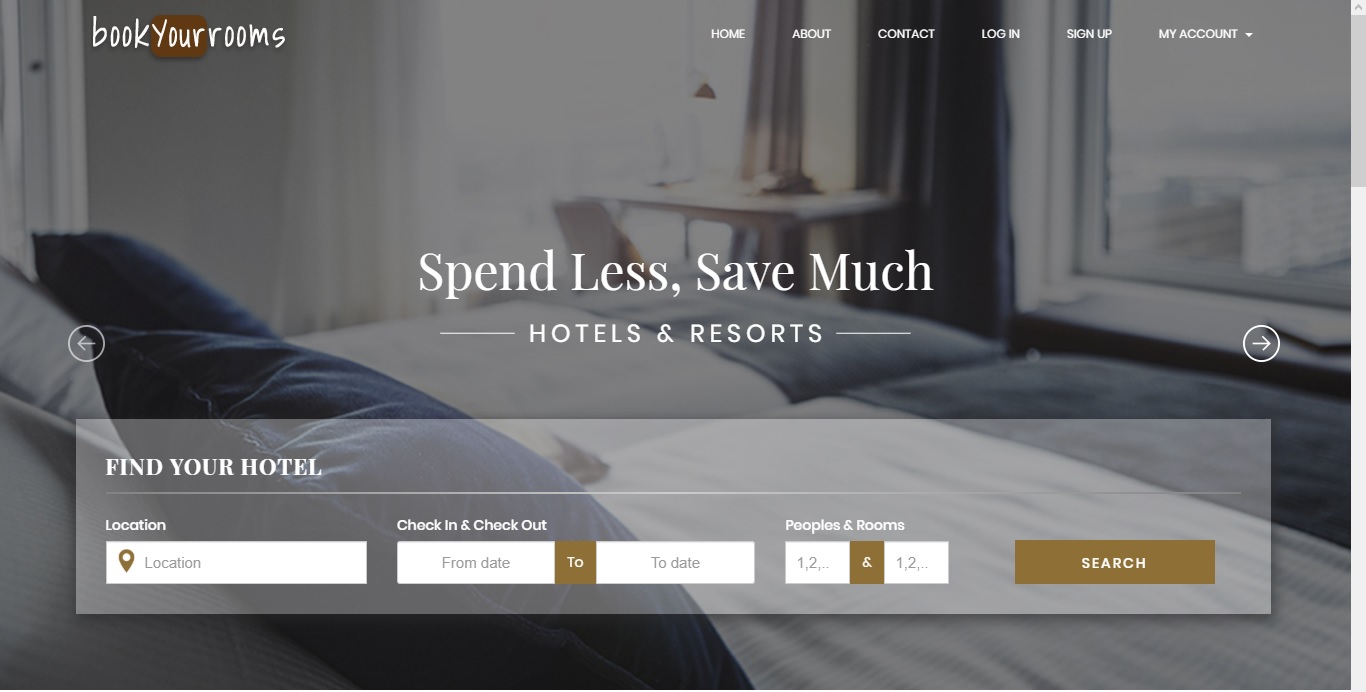 bookYourrooms
HOME ABOUT CONTACT LOG IN SIGN UP MY ACCOUNT
Spend Less, Save Much
HOTELS & RESORTS
FIND YOUR HOTEL
Location Check In & Check Out Peoples & Rooms
Location From date To To date 1,2,.. & 1,2,.. SEARCH